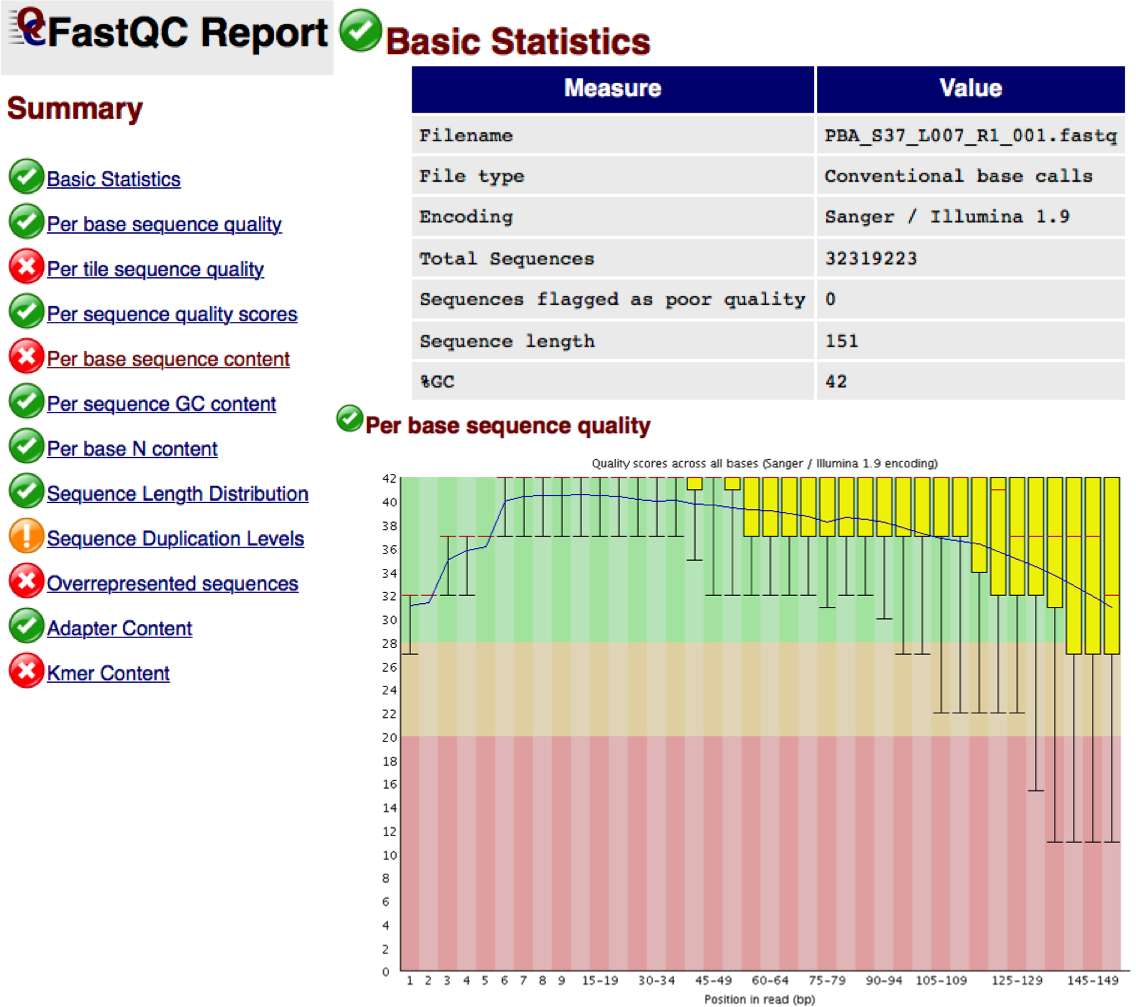 FastQC Report
Summary
Basic Statistics
Per base sequence quality
Per tile sequence quality
Per sequence quality scores
Per base sequence content
Per sequence GC content
Per base N content
Sequence Length Distribution
Sequence Duplication Levels
Overrepresented sequences
Adapter Content
Kmer Content
Basic Statistics
Measure Value
Filename PBA_S37_L007_R1_001.fastq
File type Conventional base calls
Encoding Sanger / Illumina 1.9
Total Sequences 32319223
Sequences flagged as poor quality 0
Sequence length 151
%GC 42
Per base sequence quality
Quality scores across all bases (Sanger / Illumina 1.9 encoding)
42
40
38
36
34
32
30
28
26
24
22
20
18
16
14
12
10
8
6
4
2
0
1 2 3 4 5 6 7 8 9 15-19 30-34 45-49 60-64 75-79 90-94 105-109 125-129 145-149
Position in read (bp)